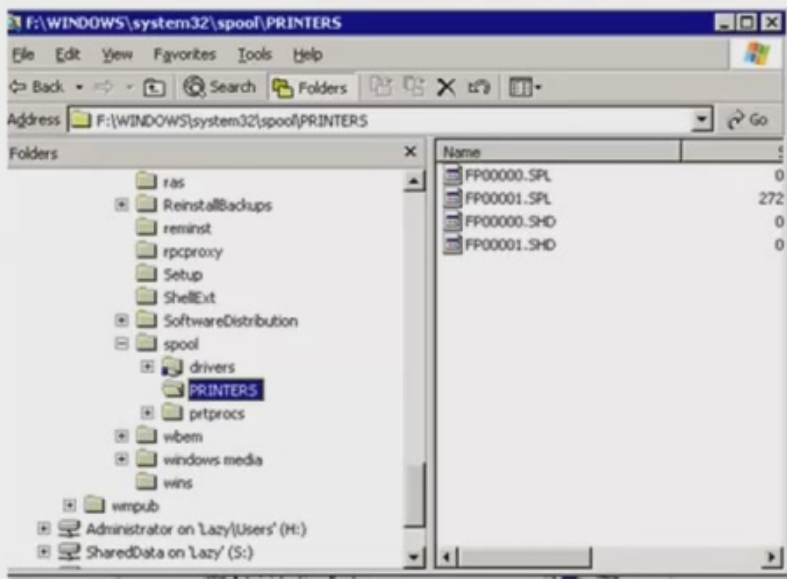 F:\WINDOWS\system32\spool\PRINTERS
File Edit View Favorites Tools Help
Back Search Folders
Address F:\WINDOWS\system32\spool\PRINTERS Go
Folders
ras
ReinstallBackups
reminst
rpcproxy
Setup
ShellExt
SoftwareDistribution
spool
drivers
PRINTERS
prtprocs
wbem
windows media
wins
wmpub
Administrator on 'Lazy\Users' (H:)
SharedData on 'Lazy' (S:)
Name
FP00000.SPL 0
FP00001.SPL 272
FP00000.SHD 0
FP00001.SHD 0